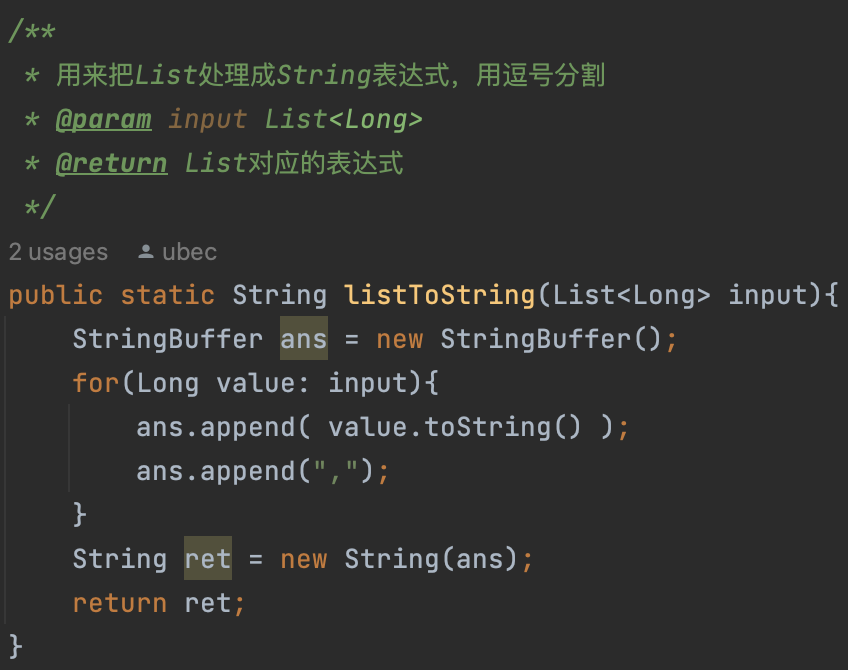 /**
 * 用来把List处理成String表达式，用逗号分割
 * @param input List<Long>
 * @return List对应的表达式
 */
2 usages ubec
public static String listToString(List<Long> input){
    StringBuffer ans = new StringBuffer();
    for(Long value: input){
        ans.append( value.toString() );
        ans.append(",");
    }
    String ret = new String(ans);
    return ret;
}